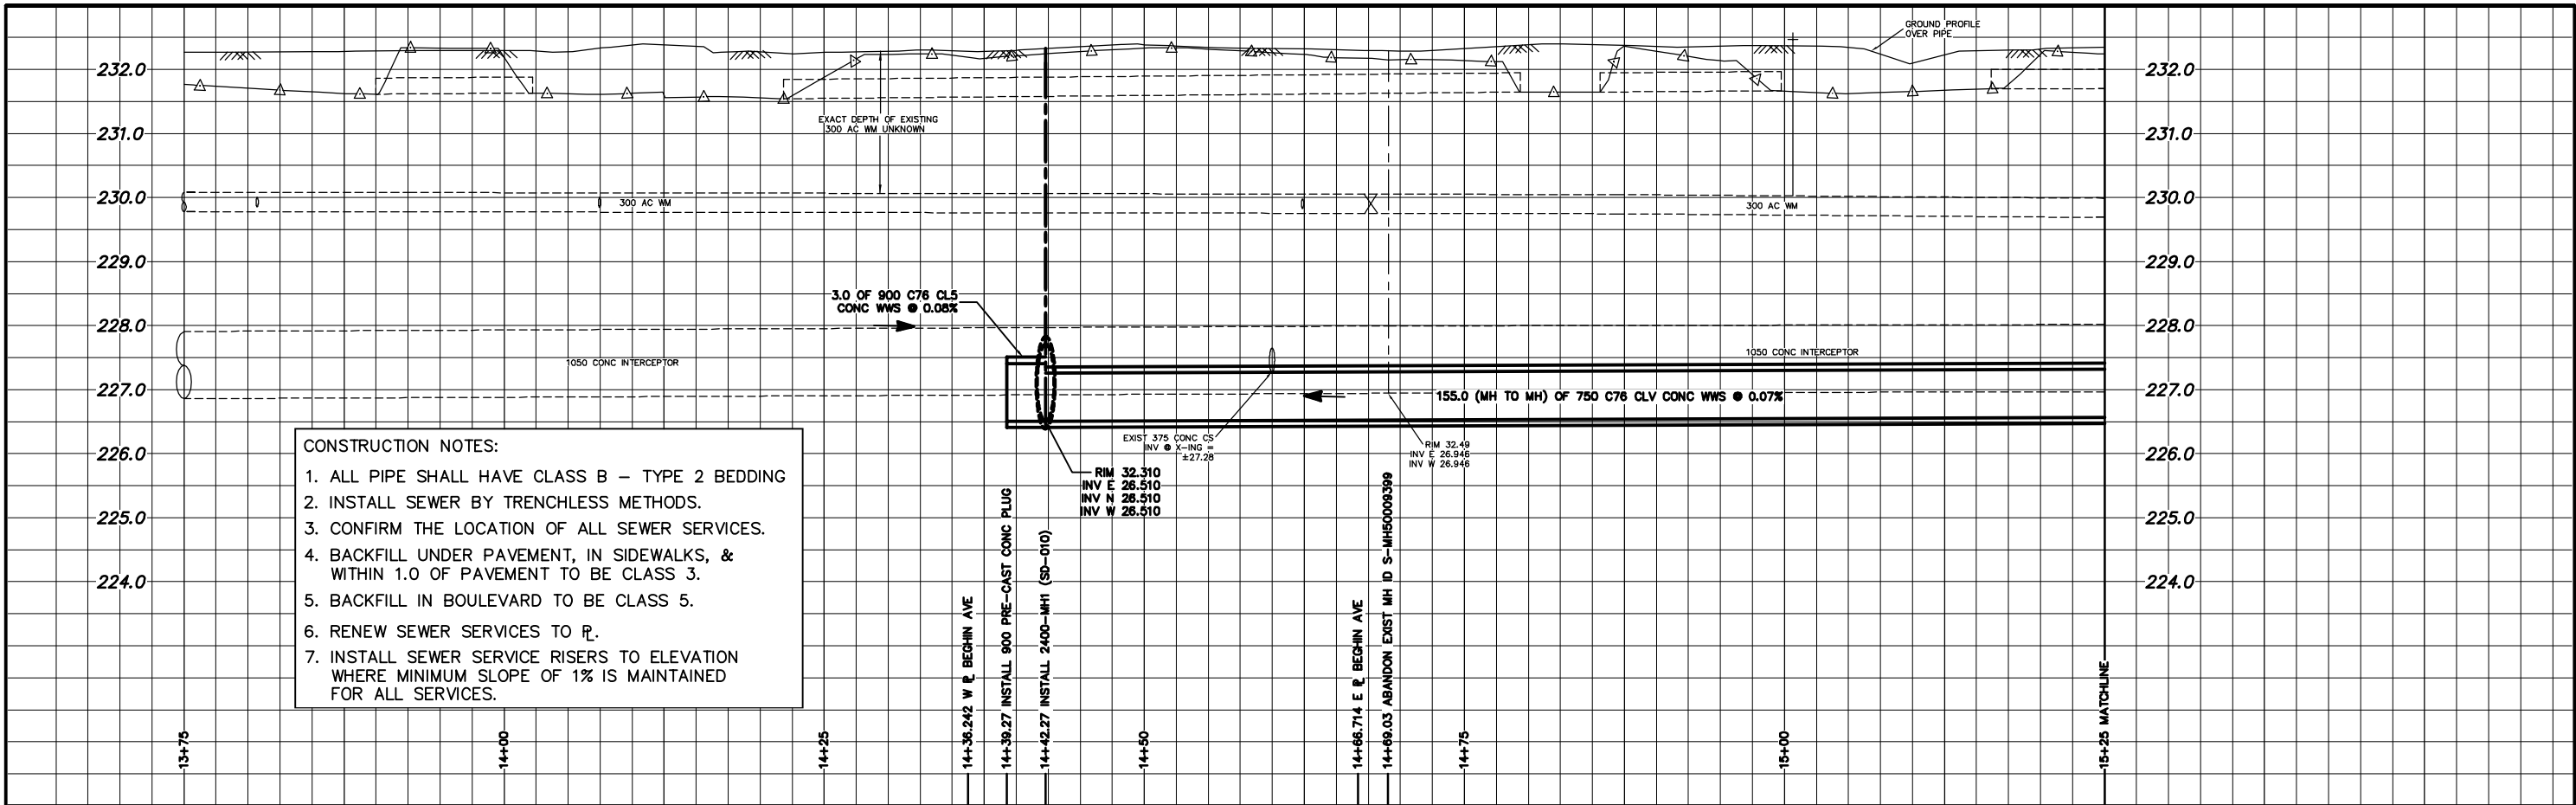 GROUND PROFILE
OVER PIPE
232.0
232.0
EXACT DEPTH OF EXISTING
300 AC WM UNKNOWN
231.0
231.0
230.0
300 AC WM
300 AC WM
230.0
229.0
229.0
3.0 OF 900 C76 CL5
CONC WWS @ 0.08%
228.0
228.0
1050 CONC INTERCEPTOR
1050 CONC INTERCEPTOR
227.0
155.0 (MH TO MH) OF 750 C76 CLV CONC WWS @ 0.07%
227.0
EXIST 375 CONC CS
INV @ X-ING =
±27.28
RIM 32.49
INV E 26.946
INV W 26.946
226.0
226.0
RIM 32.310
INV E 26.510
INV N 26.510
INV W 26.510
225.0
225.0
224.0
224.0
CONSTRUCTION NOTES:
1. ALL PIPE SHALL HAVE CLASS B – TYPE 2 BEDDING
2. INSTALL SEWER BY TRENCHLESS METHODS.
3. CONFIRM THE LOCATION OF ALL SEWER SERVICES.
4. BACKFILL UNDER PAVEMENT, IN SIDEWALKS, &
WITHIN 1.0 OF PAVEMENT TO BE CLASS 3.
5. BACKFILL IN BOULEVARD TO BE CLASS 5.
6. RENEW SEWER SERVICES TO ⅊.
7. INSTALL SEWER SERVICE RISERS TO ELEVATION
WHERE MINIMUM SLOPE OF 1% IS MAINTAINED
FOR ALL SERVICES.
13+75
14+00
14+25
14+36.242 W ⅊ BEGHIN AVE
14+39.27 INSTALL 900 PRE-CAST CONC PLUG
14+42.27 INSTALL 2400-MH1 (SD-010)
14+50
14+66.714 E ⅊ BEGHIN AVE
14+69.03 ABANDON EXIST MH ID S-MH50009399
14+75
15+00
15+25 MATCHLINE